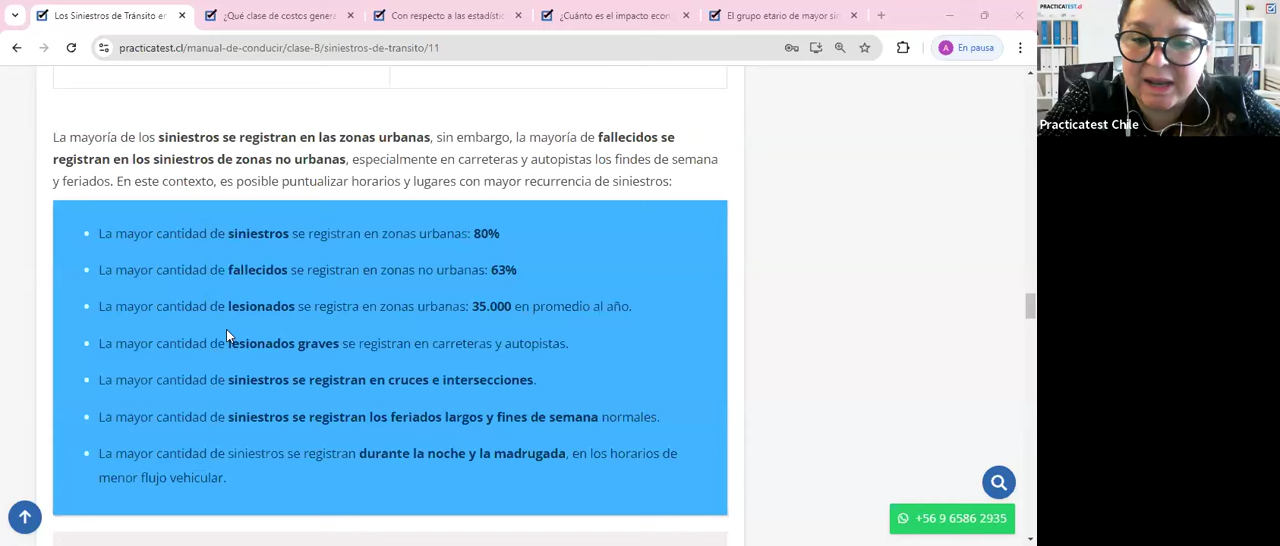 Los Siniestros de Tránsito en
¿Qué clase de costos genera
Con respecto a las estadístic
¿Cuánto es el impacto econ
El grupo etario de mayor sin
practicatest.cl/manual-de-conducir/clase-B/siniestros-de-transito/11
A En pausa
PRACTICATEST.cl
Practicatest Chile
La mayoría de los siniestros se registran en las zonas urbanas, sin embargo, la mayoría de fallecidos se
registran en los siniestros de zonas no urbanas, especialmente en carreteras y autopistas los findes de semana
y feriados. En este contexto, es posible puntualizar horarios y lugares con mayor recurrencia de siniestros:
La mayor cantidad de siniestros se registran en zonas urbanas: 80%
La mayor cantidad de fallecidos se registran en zonas no urbanas: 63%
La mayor cantidad de lesionados se registra en zonas urbanas: 35.000 en promedio al año.
La mayor cantidad de lesionados graves se registran en carreteras y autopistas.
La mayor cantidad de siniestros se registran en cruces e intersecciones.
La mayor cantidad de siniestros se registran los feriados largos y fines de semana normales.
La mayor cantidad de siniestros se registran durante la noche y la madrugada, en los horarios de
menor flujo vehicular.
+56 9 6586 2935